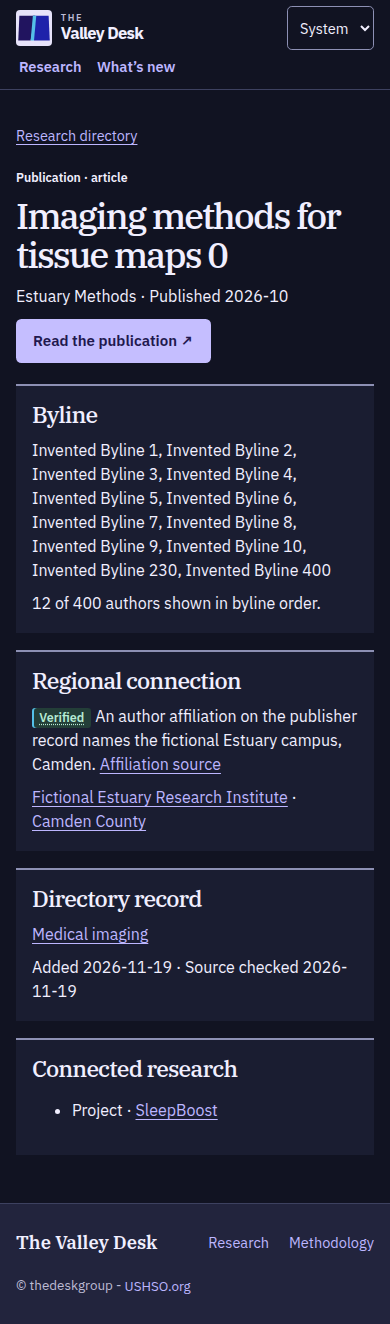 THE
Valley Desk
System
Research What's new
Research directory
Publication · article
Imaging methods for
tissue maps 0
Estuary Methods · Published 2026-10
Read the publication ↗
Byline
Invented Byline 1, Invented Byline 2,
Invented Byline 3, Invented Byline 4,
Invented Byline 5, Invented Byline 6,
Invented Byline 7, Invented Byline 8,
Invented Byline 9, Invented Byline 10,
Invented Byline 230, Invented Byline 400
12 of 400 authors shown in byline order.
Regional connection
Verified An author affiliation on the publisher
record names the fictional Estuary campus,
Camden. Affiliation source
Fictional Estuary Research Institute ·
Camden County
Directory record
Medical imaging
Added 2026-11-19 · Source checked 2026-
11-19
Connected research
• Project · SleepBoost
The Valley Desk Research Methodology
© thedeskgroup - USHSO.org